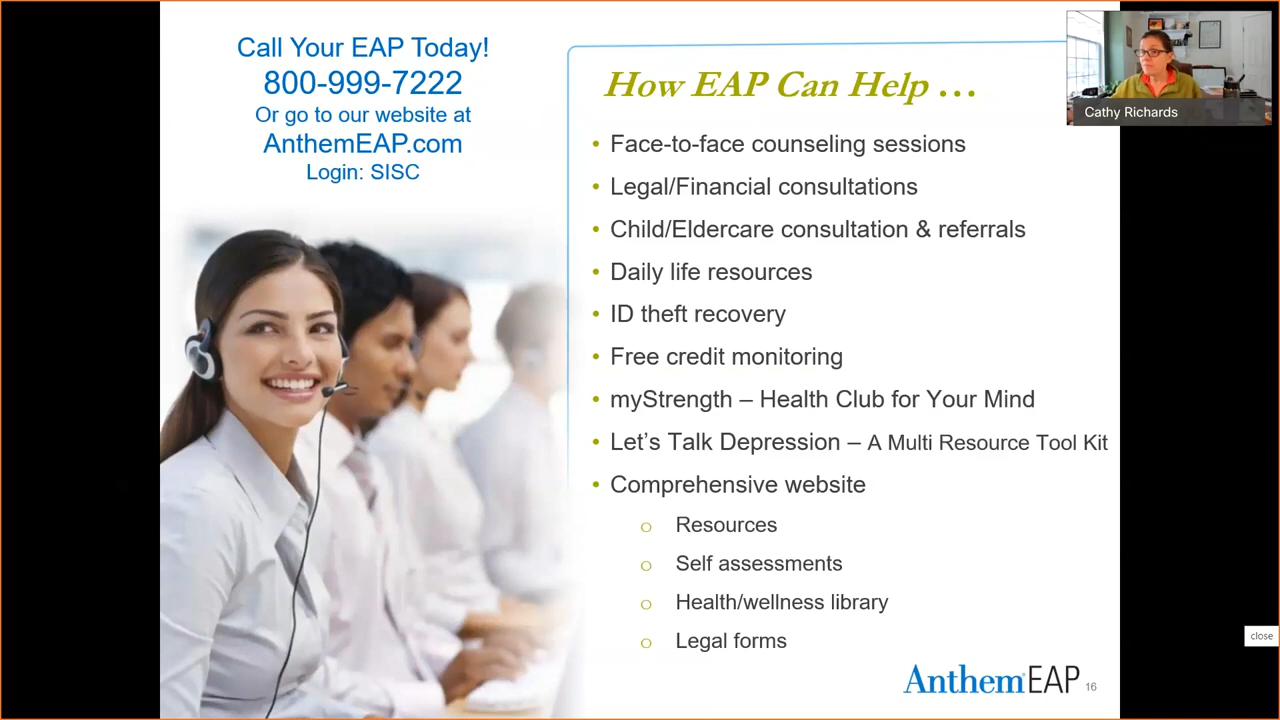 Call Your EAP Today!
800-999-7222
Or go to our website at
AnthemEAP.com
Login: SISC
How EAP Can Help …
• Face-to-face counseling sessions
• Legal/Financial consultations
• Child/Eldercare consultation & referrals
• Daily life resources
• ID theft recovery
• Free credit monitoring
• myStrength – Health Club for Your Mind
• Let's Talk Depression – A Multi Resource Tool Kit
• Comprehensive website
o Resources
o Self assessments
o Health/wellness library
o Legal forms
Anthem EAP 16
Cathy Richards
close